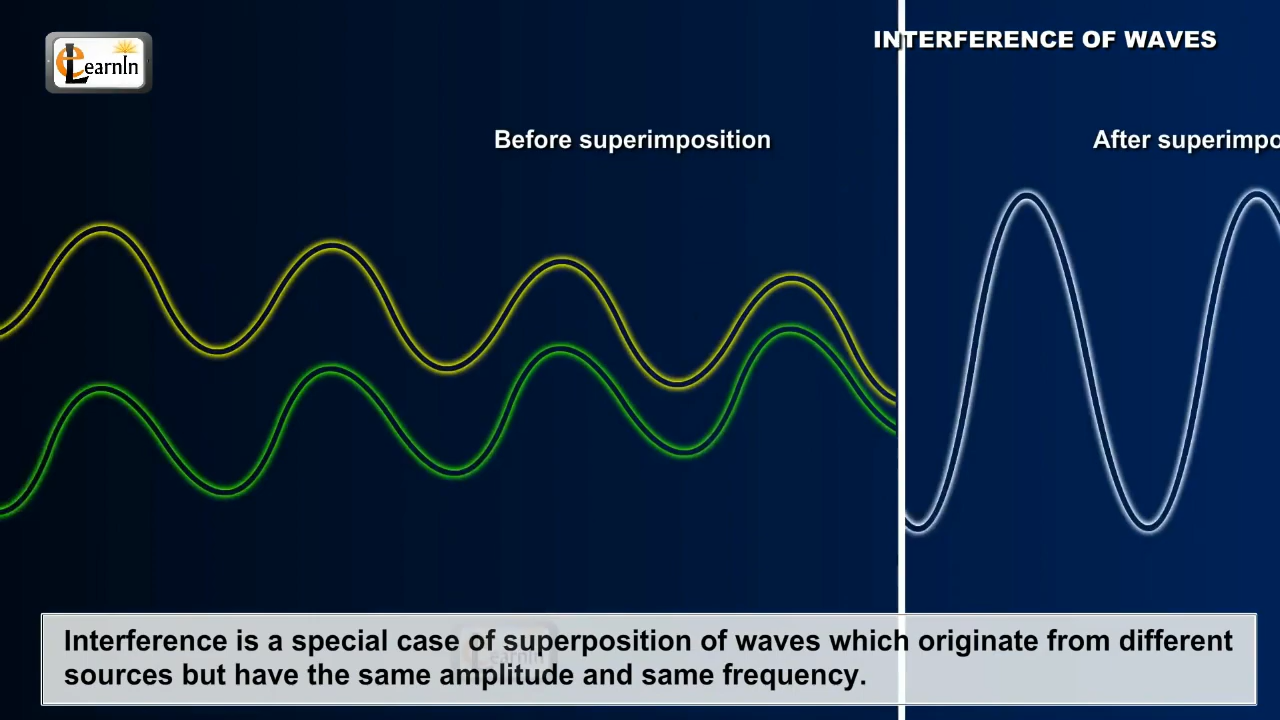 eLearnIn
INTERFERENCE OF WAVES
Before superimposition
After superimpo
Interference is a special case of superposition of waves which originate from different
sources but have the same amplitude and same frequency.